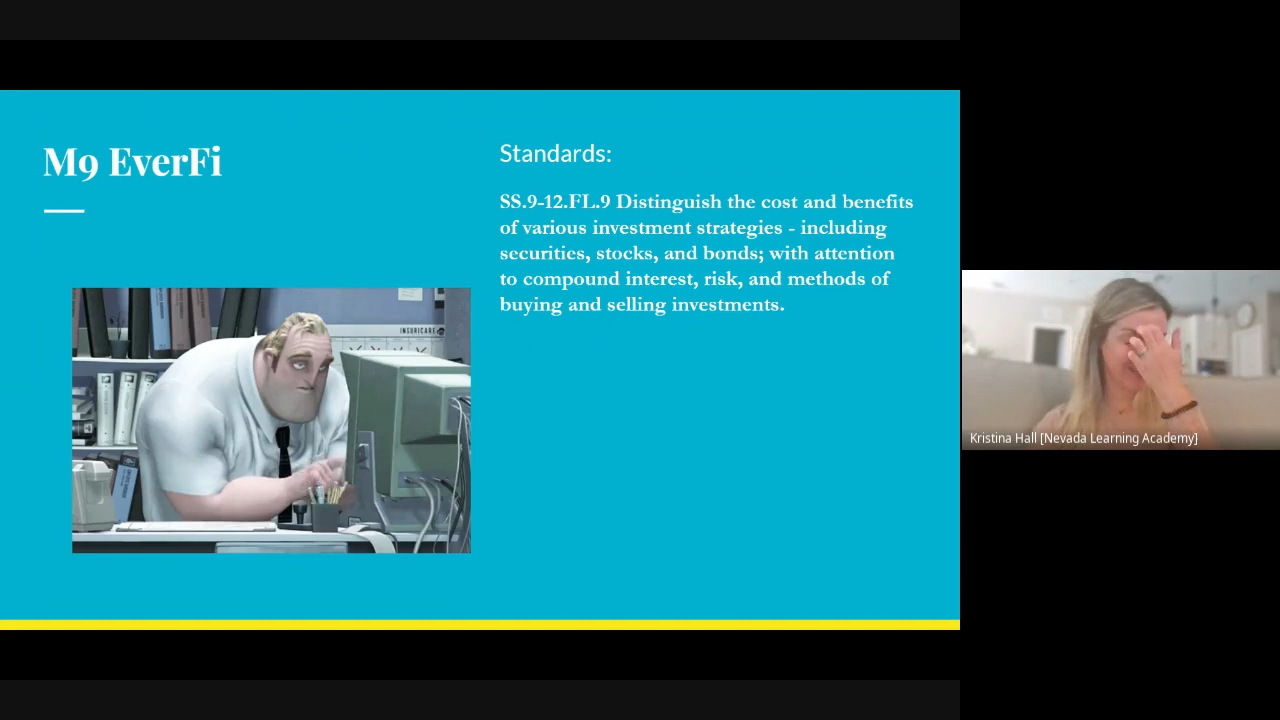 M9 EverFi
Standards:
SS.9-12.FL.9 Distinguish the cost and benefits
of various investment strategies - including
securities, stocks, and bonds; with attention
to compound interest, risk, and methods of
buying and selling investments.
INSURICARE
Kristina Hall [Nevada Learning Academy]